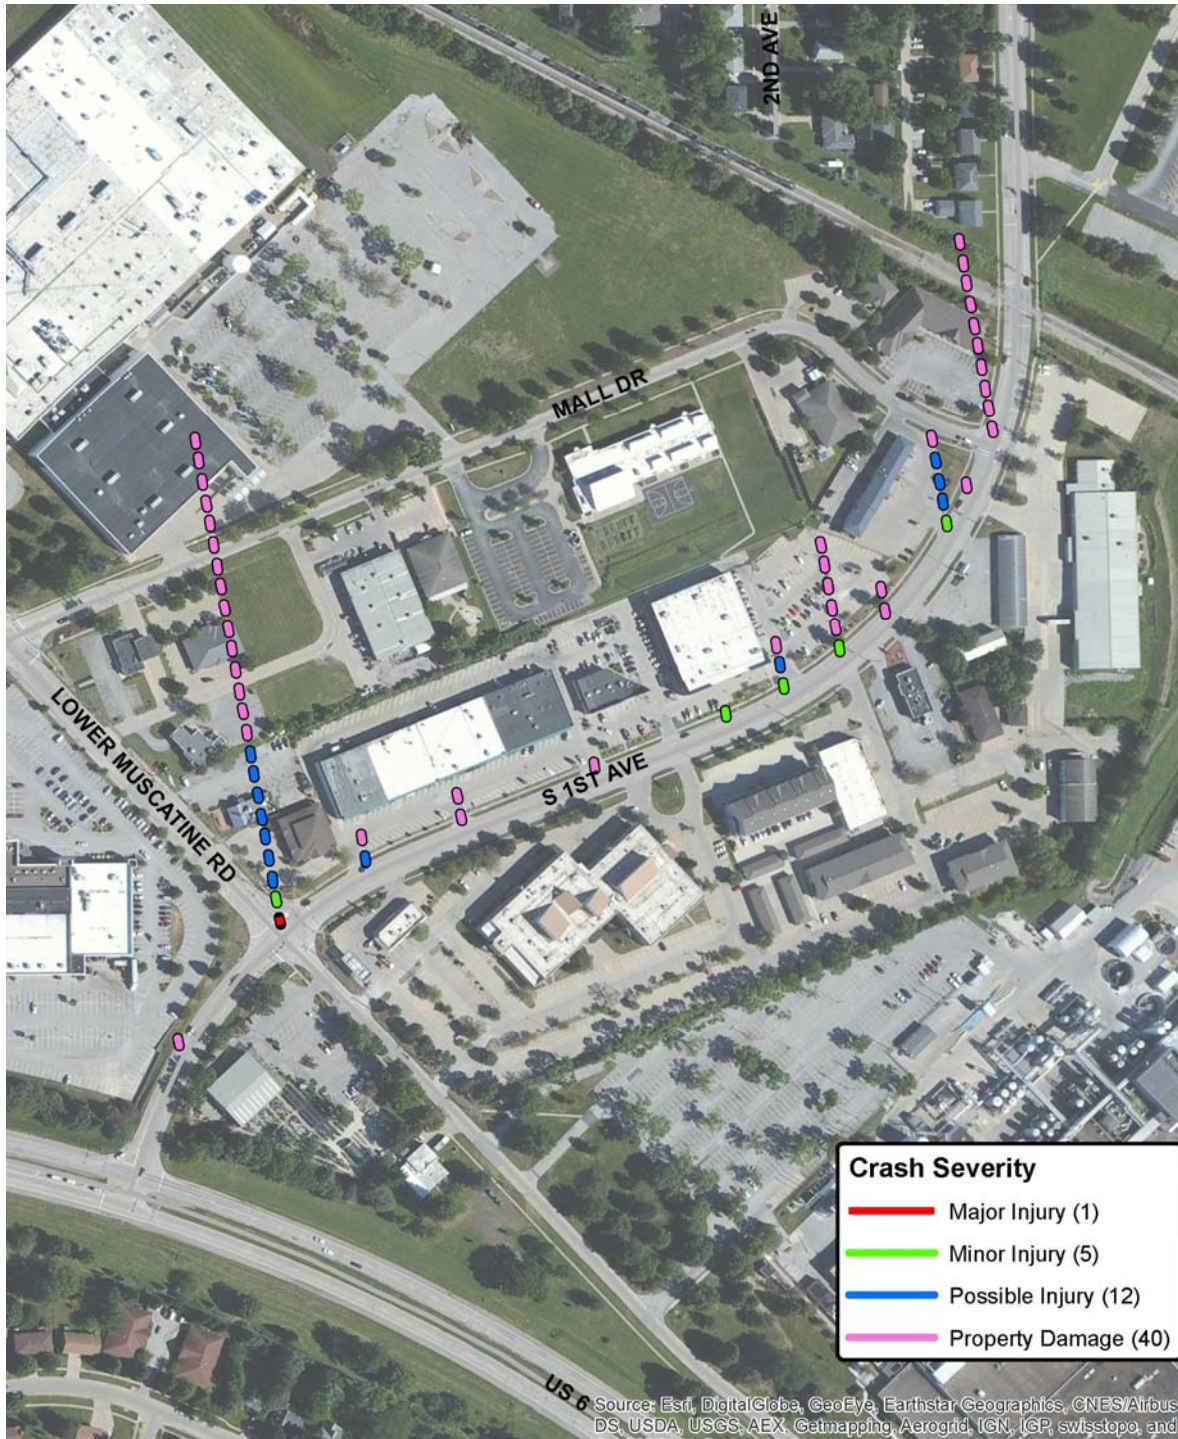 2ND AVE
MALL DR
LOWER MUSCATINE RD
S 1ST AVE
US 6
Crash Severity
Major Injury (1)
Minor Injury (5)
Possible Injury (12)
Property Damage (40)
Source: Esri, DigitalGlobe, GeoEye, Earthstar Geographics, CNES/Airbus
DS, USDA, USGS, AEX, Getmapping, Aerogrid, IGN, IGP, swisstopo, and